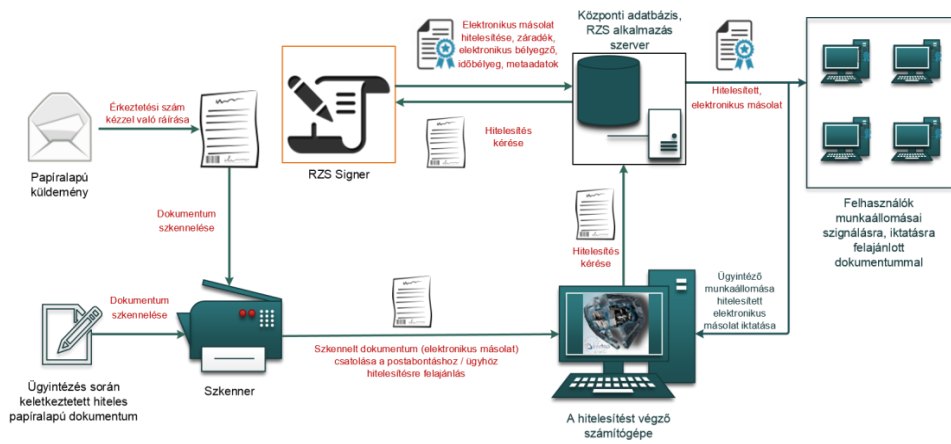 Elektronikus másolat
hitelesítése, záradék,
elektronikus bélyegző,
időbélyeg, metaadatok
Központi adatbázis,
RZS alkalmazás
szerver
Érkeztetési szám
kézzel való ráírása
Hitelesítés
kérése
Hitelesített,
elektronikus másolat
Papíralapú
küldemény
RZS Signer
Felhasználók
munkaállomásai
szignálásra, iktatásra
felajánlott
dokumentummal
Dokumentum
szkennelése
Hitelesítés
kérése
Ügyintéző
munkaállomása
hitelesített
elektronikus
másolat iktatása
Dokumentum
szkennelése
Szkennelt dokumentum (elektronikus másolat)
csatolása a postabontáshoz / ügyhöz
hitelesítésre felajánlás
Ügyintézés során
keletkeztetett hiteles
papíralapú dokumentum
Szkenner
A hitelesítést végző
számítógépe